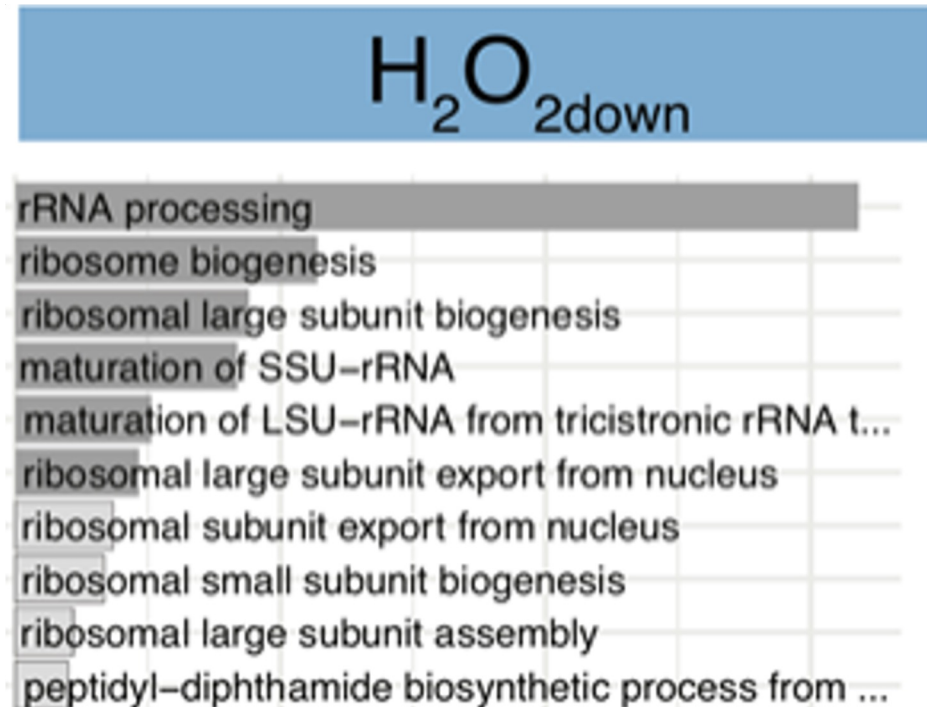 H2O2down
rRNA processing
ribosome biogenesis
ribosomal large subunit biogenesis
maturation of SSU−rRNA
maturation of LSU−rRNA from tricistronic rRNA t...
ribosomal large subunit export from nucleus
ribosomal subunit export from nucleus
ribosomal small subunit biogenesis
ribosomal large subunit assembly
peptidyl−diphthamide biosynthetic process from ...